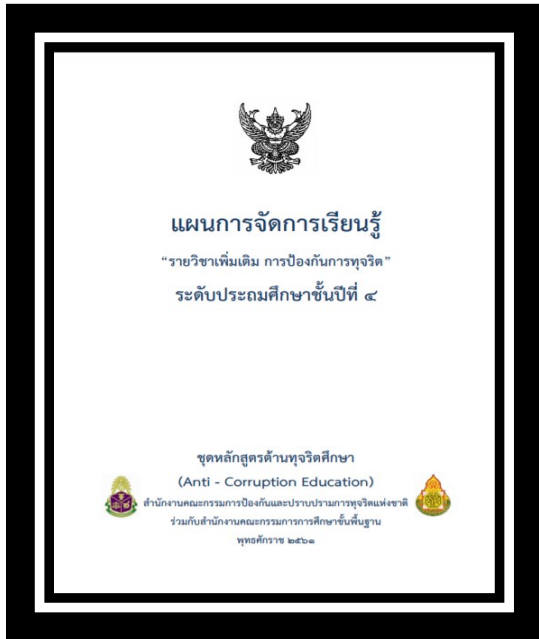 แผนการจัดการเรียนรู้
“รายวิชาเพิ่มเติม การป้องกันการทุจริต”
ระดับประถมศึกษาชั้นปีที่ ๔
ชุดหลักสูตรต้านทุจริตศึกษา
(Anti - Corruption Education)
สำนักงานคณะกรรมการป้องกันและปราบปรามการทุจริตแห่งชาติ
ร่วมกับสำนักงานคณะกรรมการการศึกษาขั้นพื้นฐาน
พุทธศักราช ๒๕๖๑